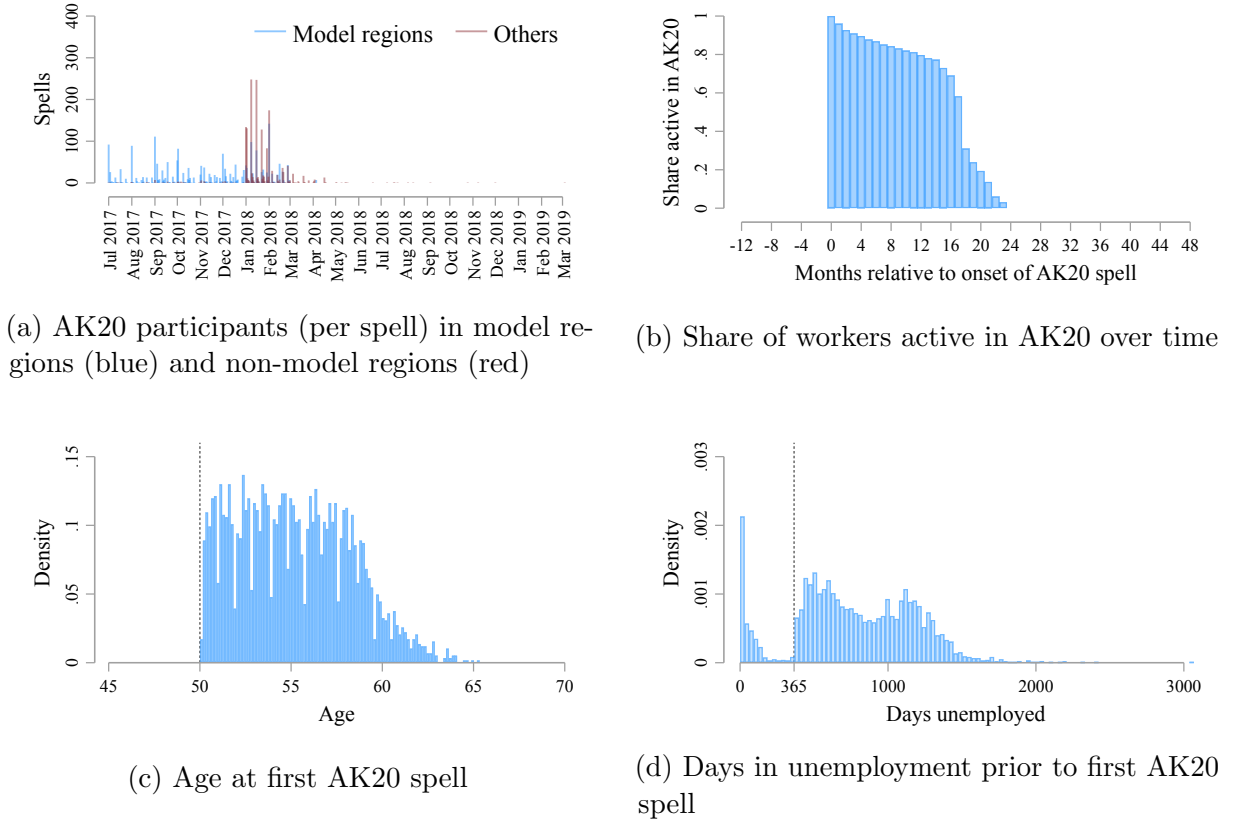 Model regions
Others
Spells
400
300
200
100
0
Jul 2017
Aug 2017
Sep 2017
Oct 2017
Nov 2017
Dec 2017
Jan 2018
Feb 2018
Mar 2018
Apr 2018
May 2018
Jun 2018
Jul 2018
Aug 2018
Sep 2018
Oct 2018
Nov 2018
Dec 2018
Jan 2019
Feb 2019
Mar 2019
(a) AK20 participants (per spell) in model re-
gions (blue) and non-model regions (red)
Share active in AK20
1
.8
.6
.4
.2
0
-12 -8 -4 0 4 8 12 16 20 24 28 32 36 40 44 48
Months relative to onset of AK20 spell
(b) Share of workers active in AK20 over time
Density
.15
.1
.05
0
45 50 55 60 65 70
Age
(c) Age at first AK20 spell
Density
.003
.002
.001
0
0 365 1000 2000 3000
Days unemployed
(d) Days in unemployment prior to first AK20
spell